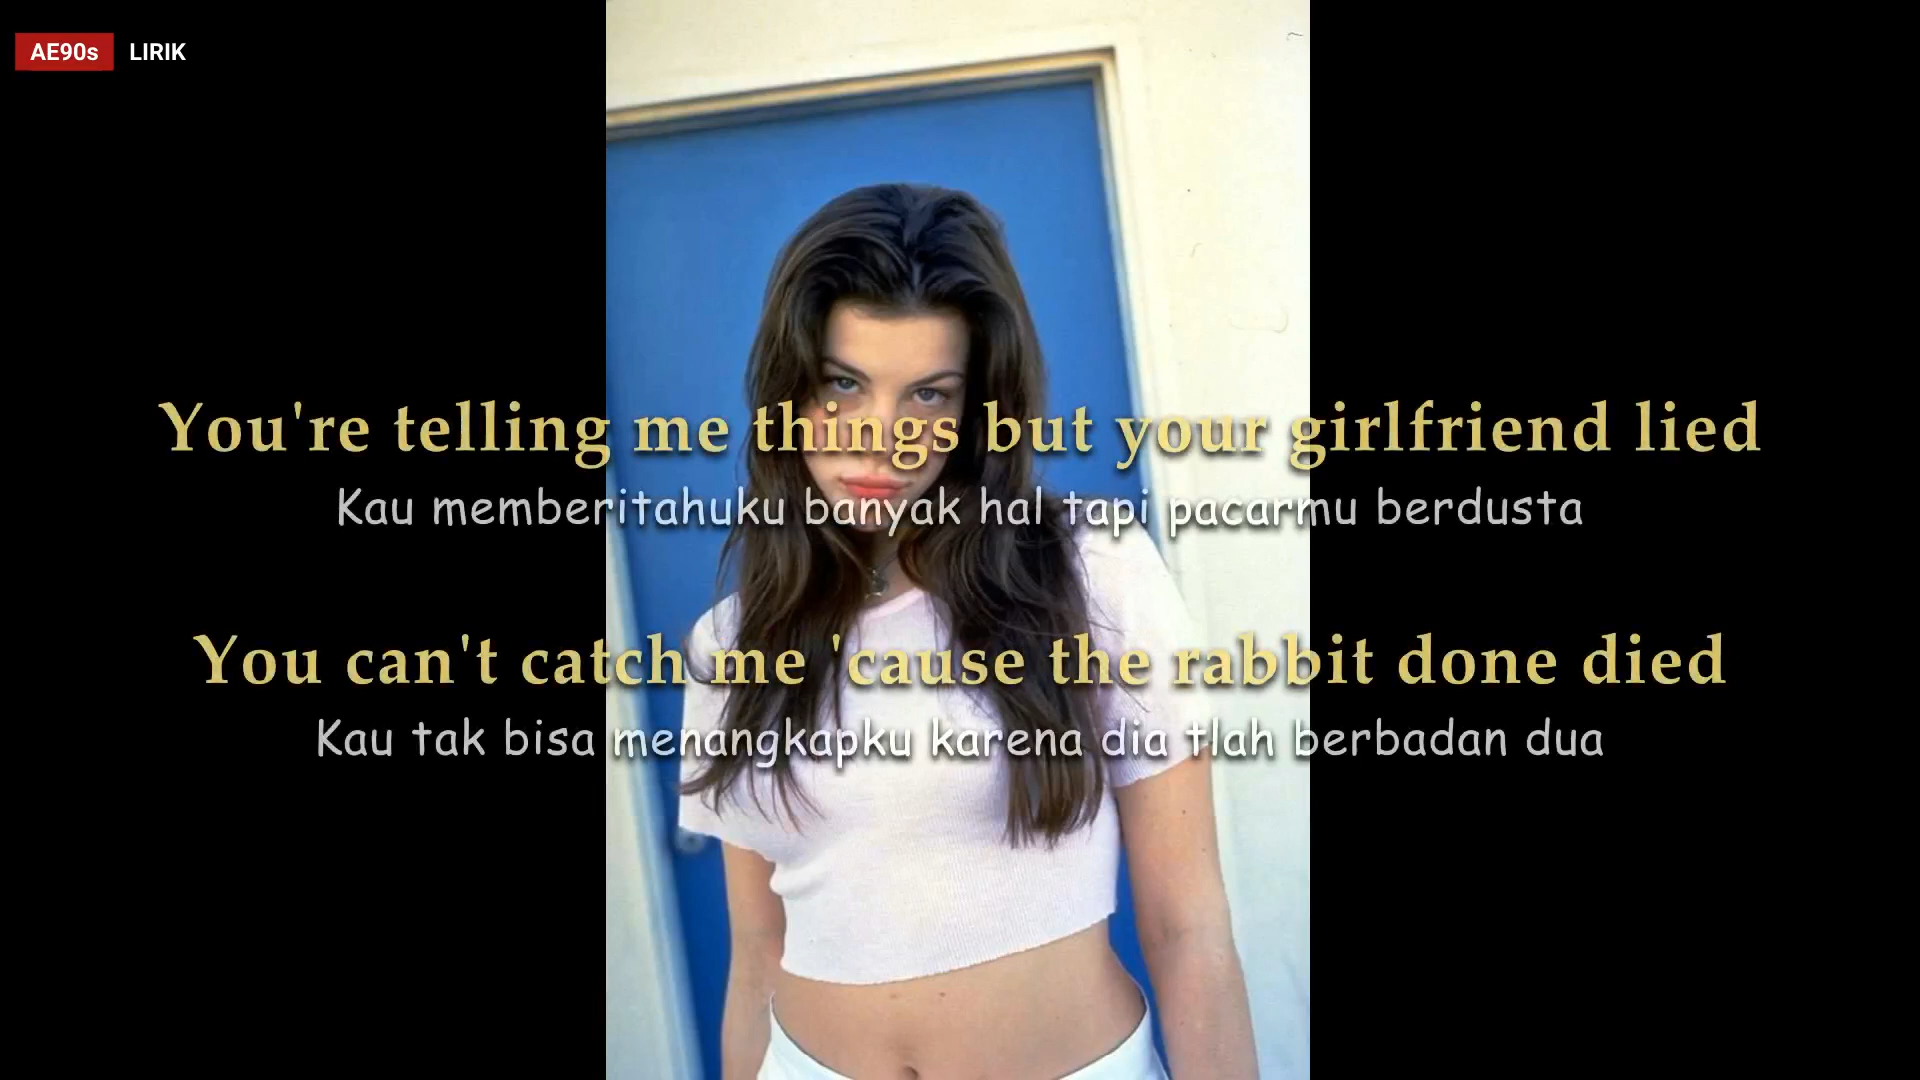 AE90s LIRIK
You're telling me things but your girlfriend lied
Kau memberitahuku banyak hal tapi pacarmu berdusta
You can't catch me 'cause the rabbit done died
Kau tak bisa menangkapku karena dia tlah berbadan dua